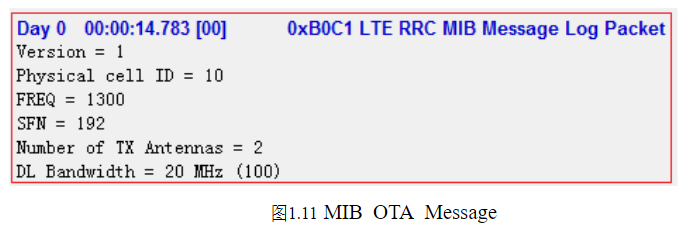 Day 0 00:00:14.783 [00] 0xB0C1 LTE RRC MIB Message Log Packet
Version = 1
Physical cell ID = 10
FREQ = 1300
SFN = 192
Number of TX Antennas = 2
DL Bandwidth = 20 MHz (100)
图1.11 MIB OTA Message